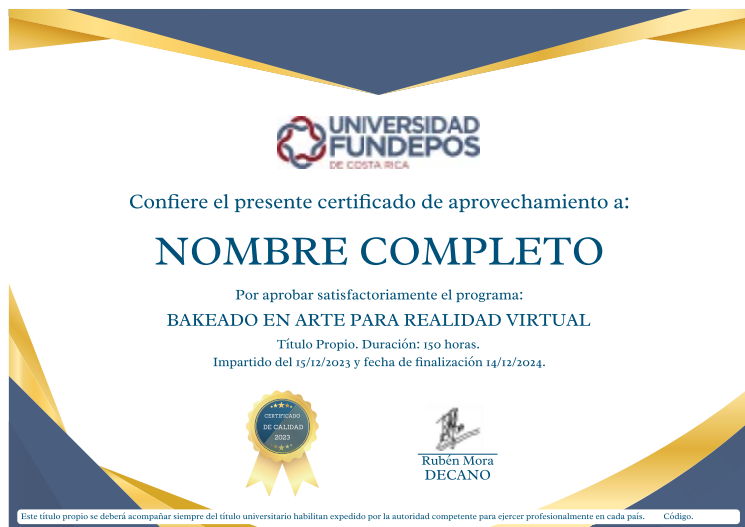 UNIVERSIDAD
FUNDEPOS
DE COSTA RICA
Confiere el presente certificado de aprovechamiento a:
NOMBRE COMPLETO
Por aprobar satisfactoriamente el programa:
BAKEADO EN ARTE PARA REALIDAD VIRTUAL
Título Propio. Duración: 150 horas.
Impartido del 15/12/2023 y fecha de finalización 14/12/2024.
CERTIFICADO
DE CALIDAD
2023
Rubén Mora
DECANO
Este título propio se deberá acompañar siempre del título universitario habilitan expedido por la autoridad competente para ejercer profesionalmente en cada país. Código.